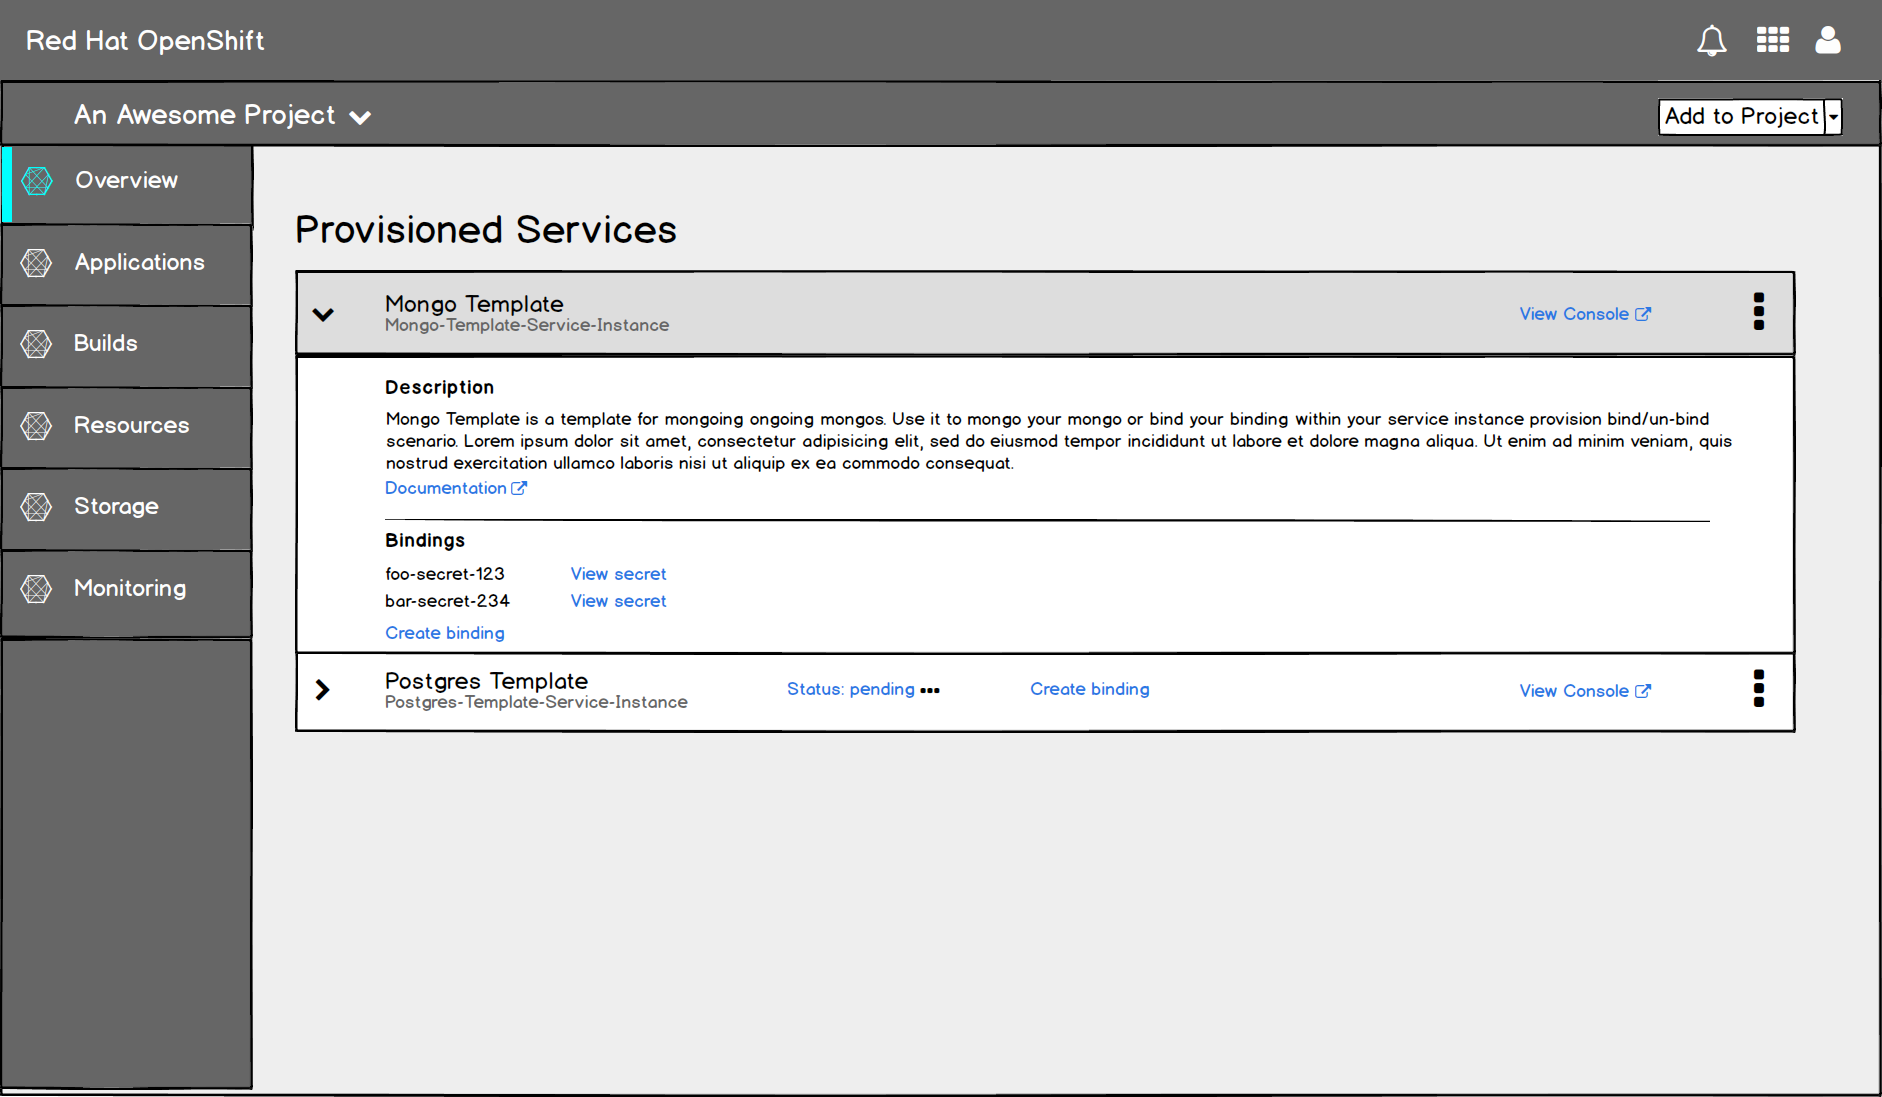 Red Hat OpenShift
An Awesome Project
Add to Project
Overview
Applications
Builds
Resources
Storage
Monitoring
Provisioned Services
Mongo Template
Mongo-Template-Service-Instance
View Console
Description
Mongo Template is a template for mongoing ongoing mongos. Use it to mongo your mongo or bind your binding within your service instance provision bind/un-bind
scenario. Lorem ipsum dolor sit amet, consectetur adipisicing elit, sed do eiusmod tempor incididunt ut labore et dolore magna aliqua. Ut enim ad minim veniam, quis
nostrud exercitation ullamco laboris nisi ut aliquip ex ea commodo consequat.
Documentation
Bindings
foo-secret-123 View secret
bar-secret-234 View secret
Create binding
Postgres Template
Postgres-Template-Service-Instance
Status: pending
Create binding
View Console